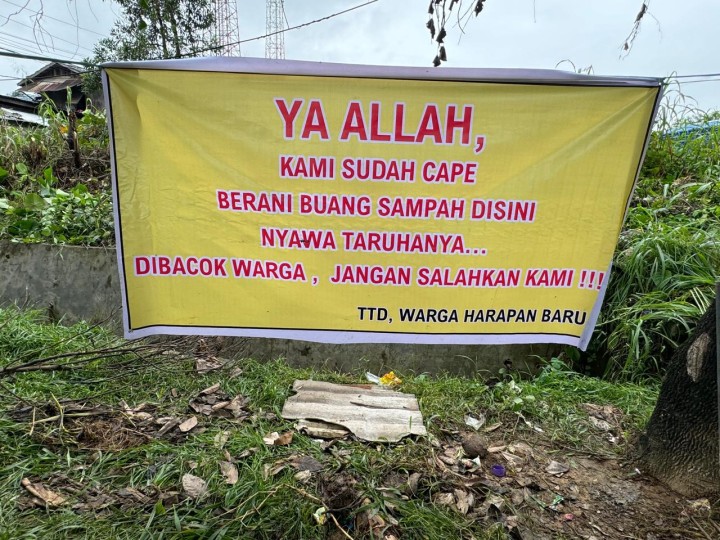 YA ALLAH,
KAMI SUDAH CAPE
BERANI BUANG SAMPAH DISINI
NYAWA TARUHANYA...
DIBACOK WARGA , JANGAN SALAHKAN KAMI !!!
TTD, WARGA HARAPAN BARU